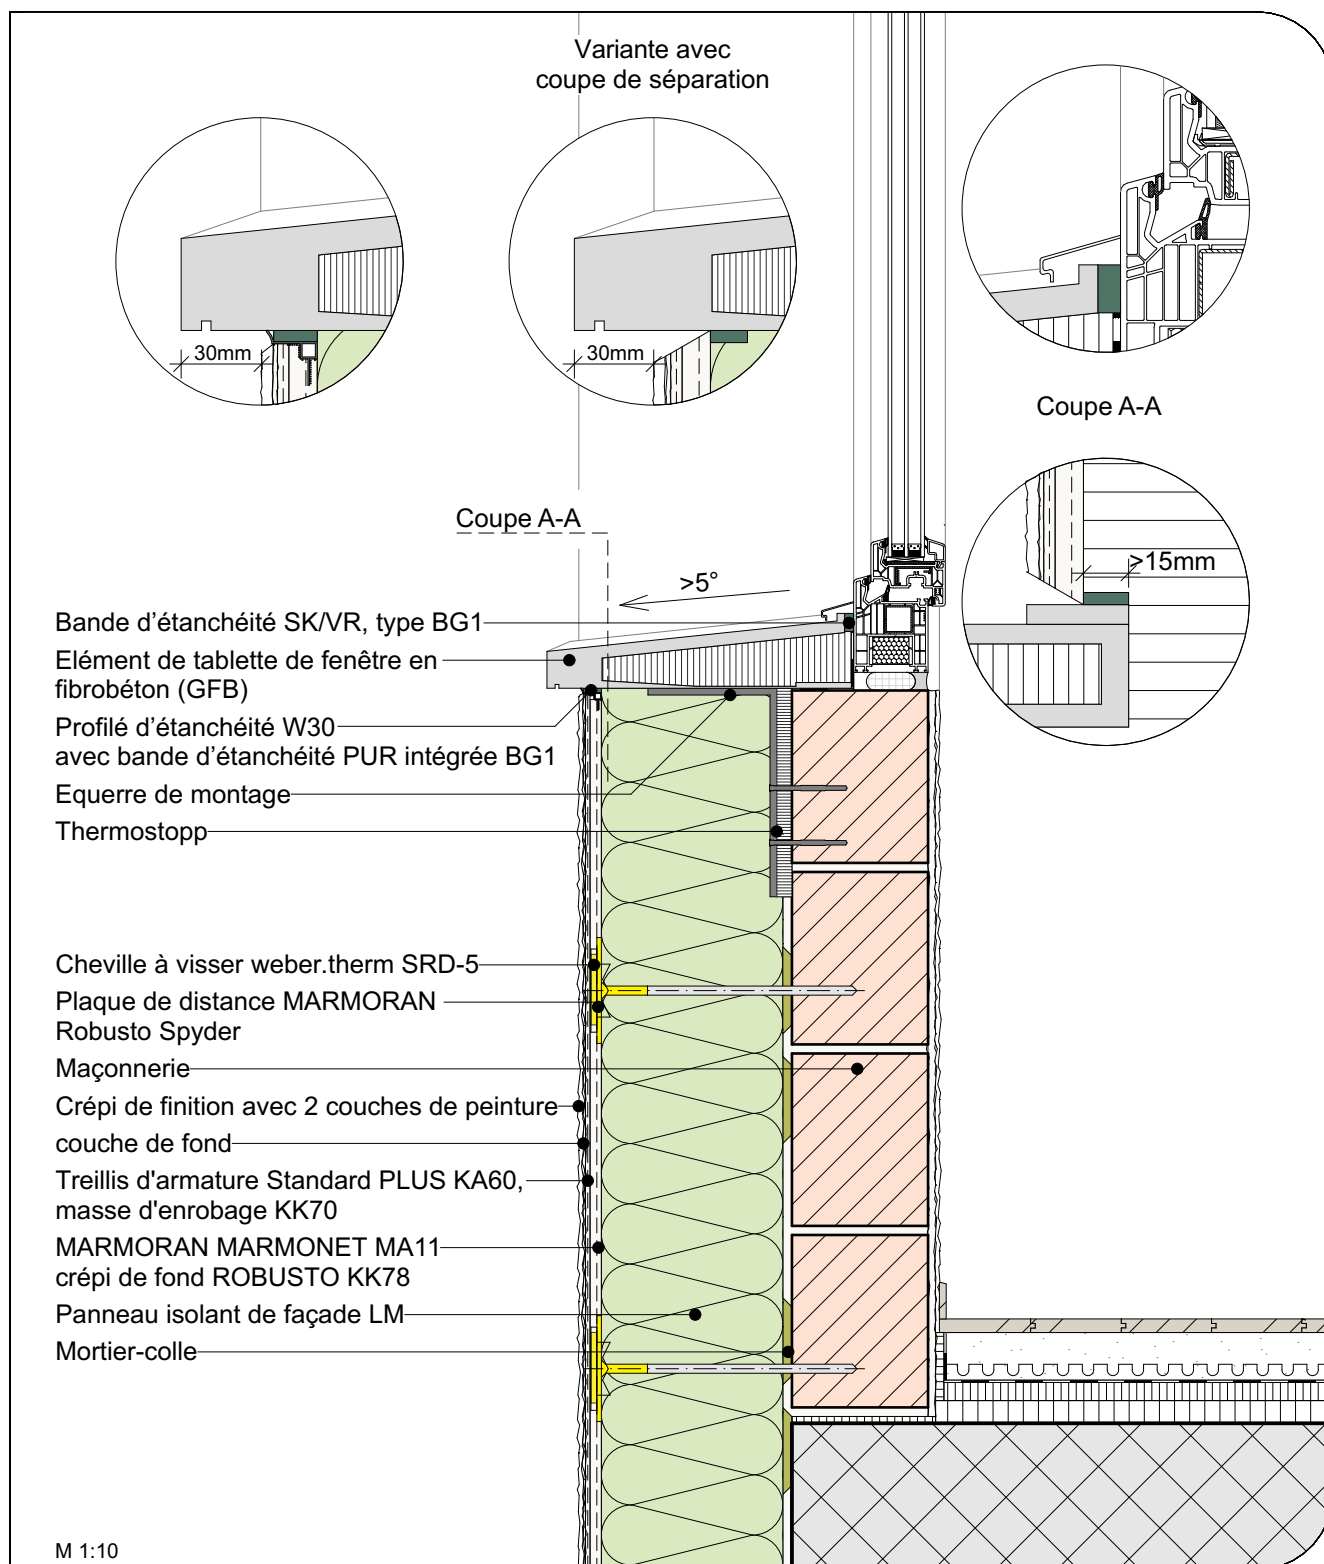 Variante avec
coupe de séparation
30mm
30mm
Coupe A-A
>15mm
Coupe A-A
>5°
Bande d’étanchéité SK/VR, type BG1
Elément de tablette de fenêtre en
fibrobéton (GFB)
Profilé d’étanchéité W30
avec bande d’étanchéité PUR intégrée BG1
Equerre de montage
Thermostopp
Cheville à visser weber.therm SRD-5
Plaque de distance MARMORAN
Robusto Spyder
Maçonnerie
Crépi de finition avec 2 couches de peinture
couche de fond
Treillis d'armature Standard PLUS KA60,
masse d'enrobage KK70
MARMORAN MARMONET MA11
crépi de fond ROBUSTO KK78
Panneau isolant de façade LM
Mortier-colle
M 1:10